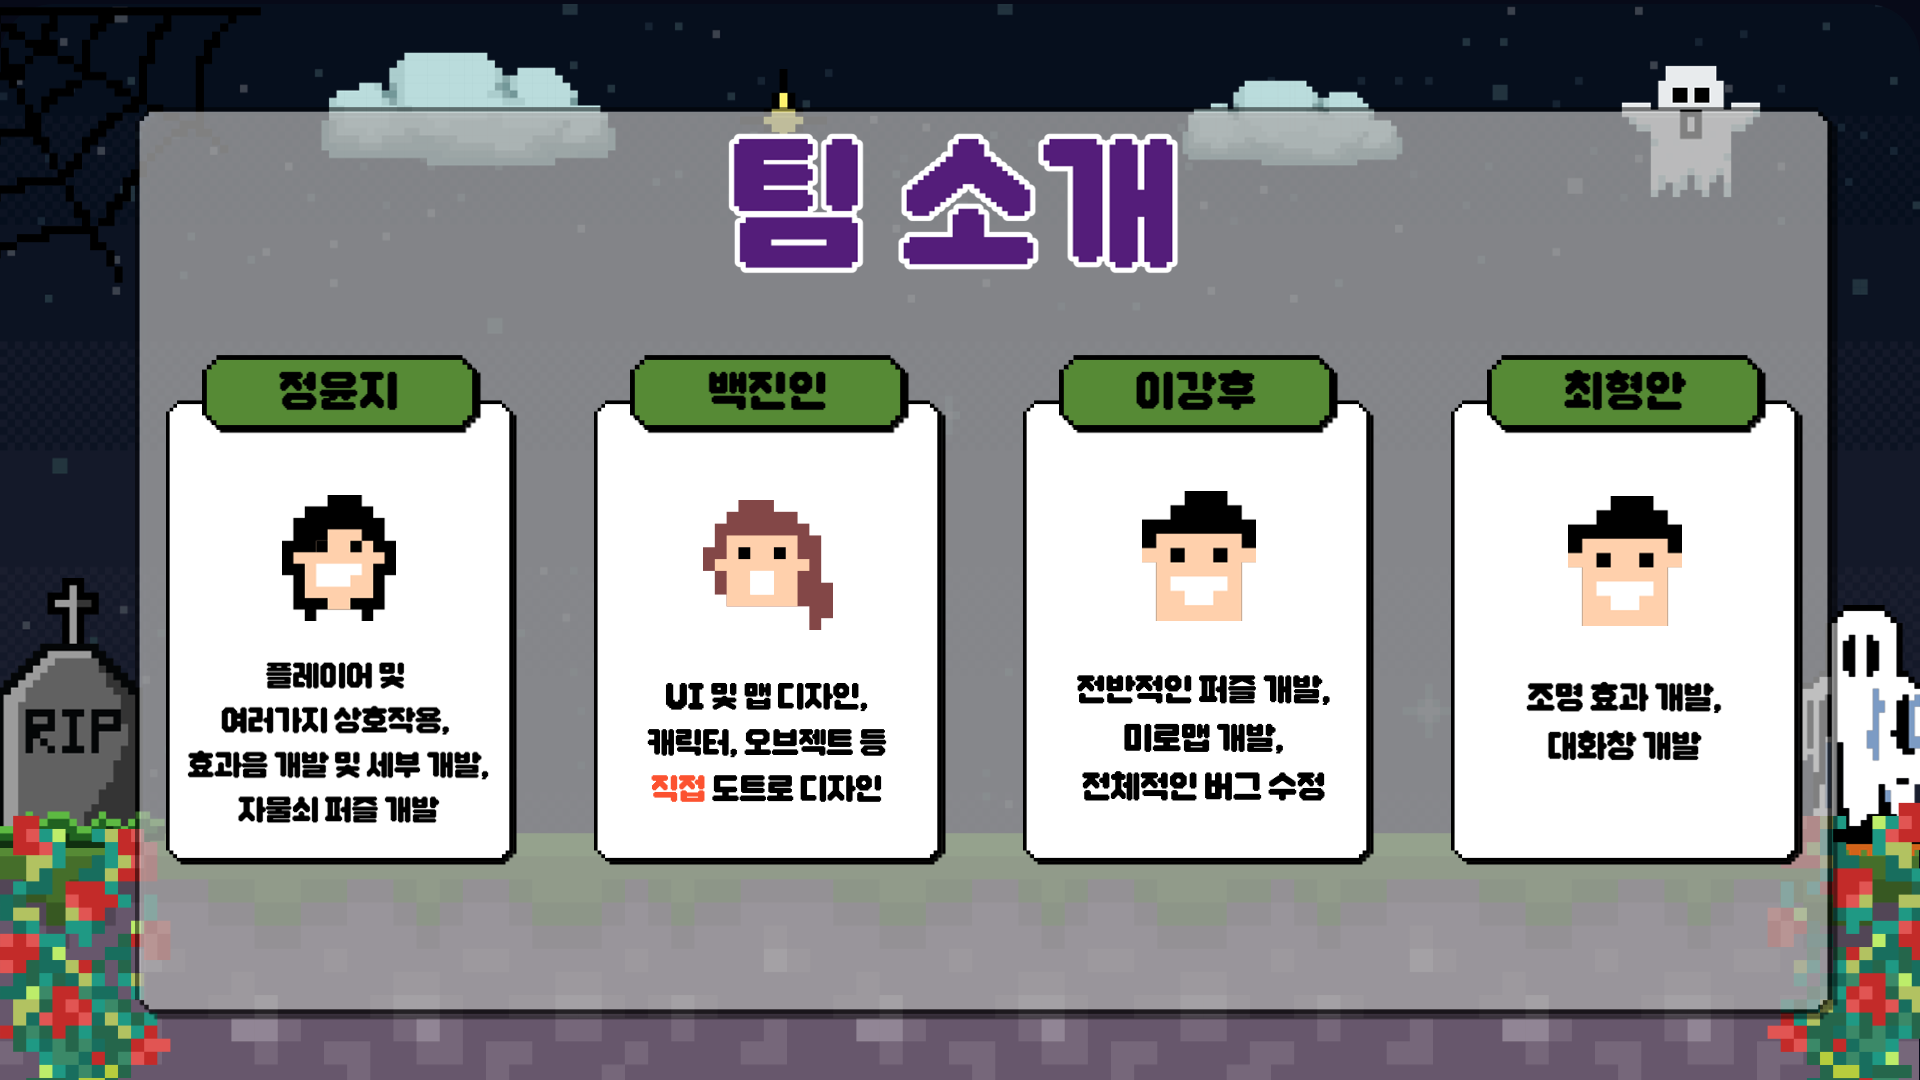 팀 소개
정윤지
플레이어 및
여러가지 상호작용,
효과음 개발 및 세부 개발,
자물쇠 퍼즐 개발
백진인
UI 및 맵 디자인,
캐릭터, 오브젝트 등
직접 도트로 디자인
이강후
전반적인 퍼즐 개발,
미로맵 개발,
전체적인 버그 수정
최형안
조명 효과 개발,
대화창 개발
RIP